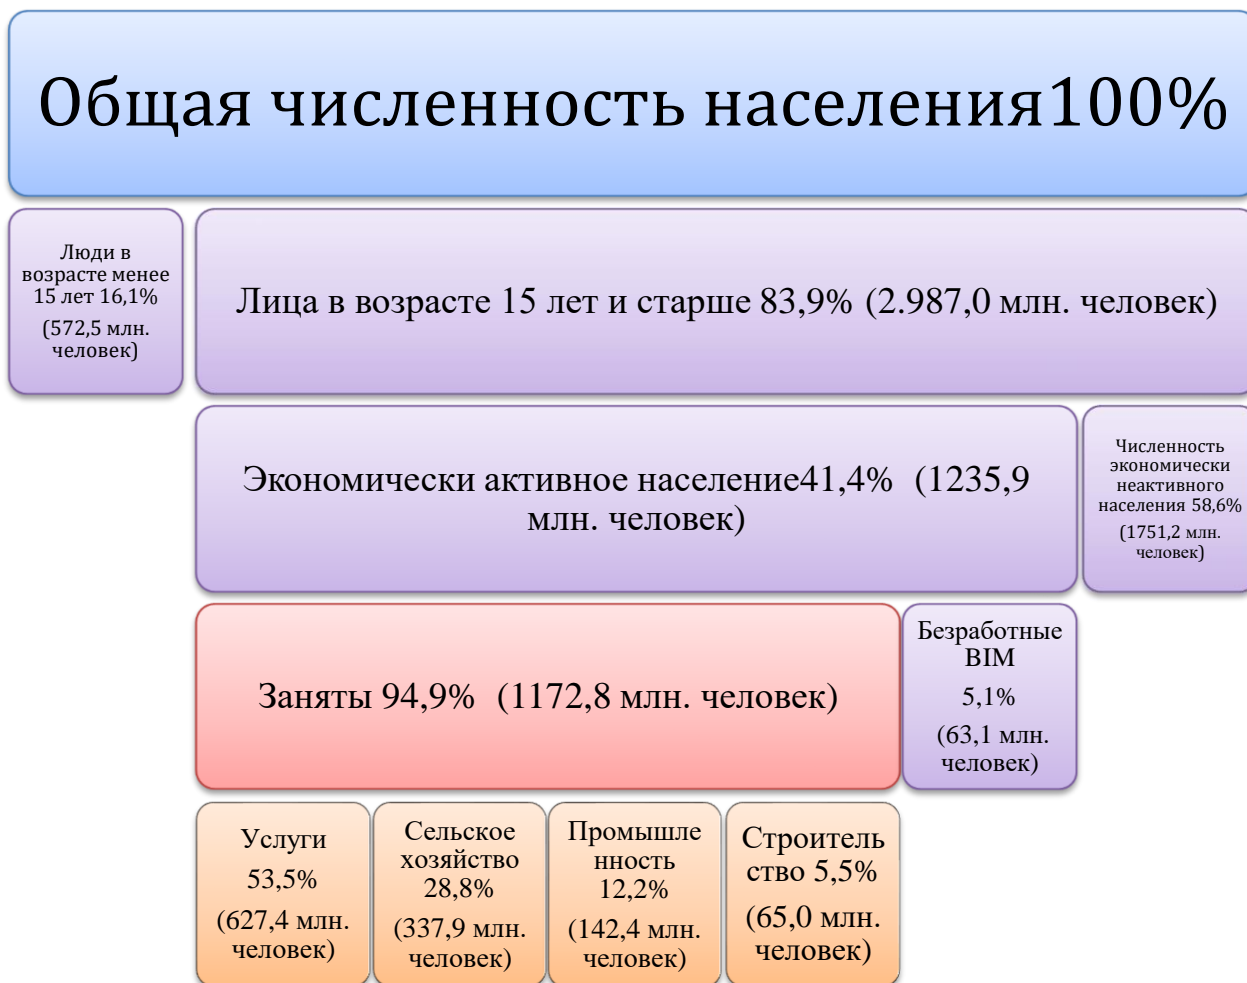 Общая численность населения100%
Люди в
возрасте менее
15 лет 16,1%
(572,5 млн.
человек)
Лица в возрасте 15 лет и старше 83,9% (2.987,0 млн. человек)
Экономически активное население41,4% (1235,9
млн. человек)
Численность
экономически
неактивного
населения 58,6%
(1751,2 млн.
человек)
Заняты 94,9% (1172,8 млн. человек)
Безработные
BIM
5,1%
(63,1 млн.
человек)
Услуги
53,5%
(627,4 млн.
человек)
Сельское
хозяйство
28,8%
(337,9 млн.
человек)
Промышле
нность
12,2%
(142,4 млн.
человек)
Строитель
ство 5,5%
(65,0 млн.
человек)